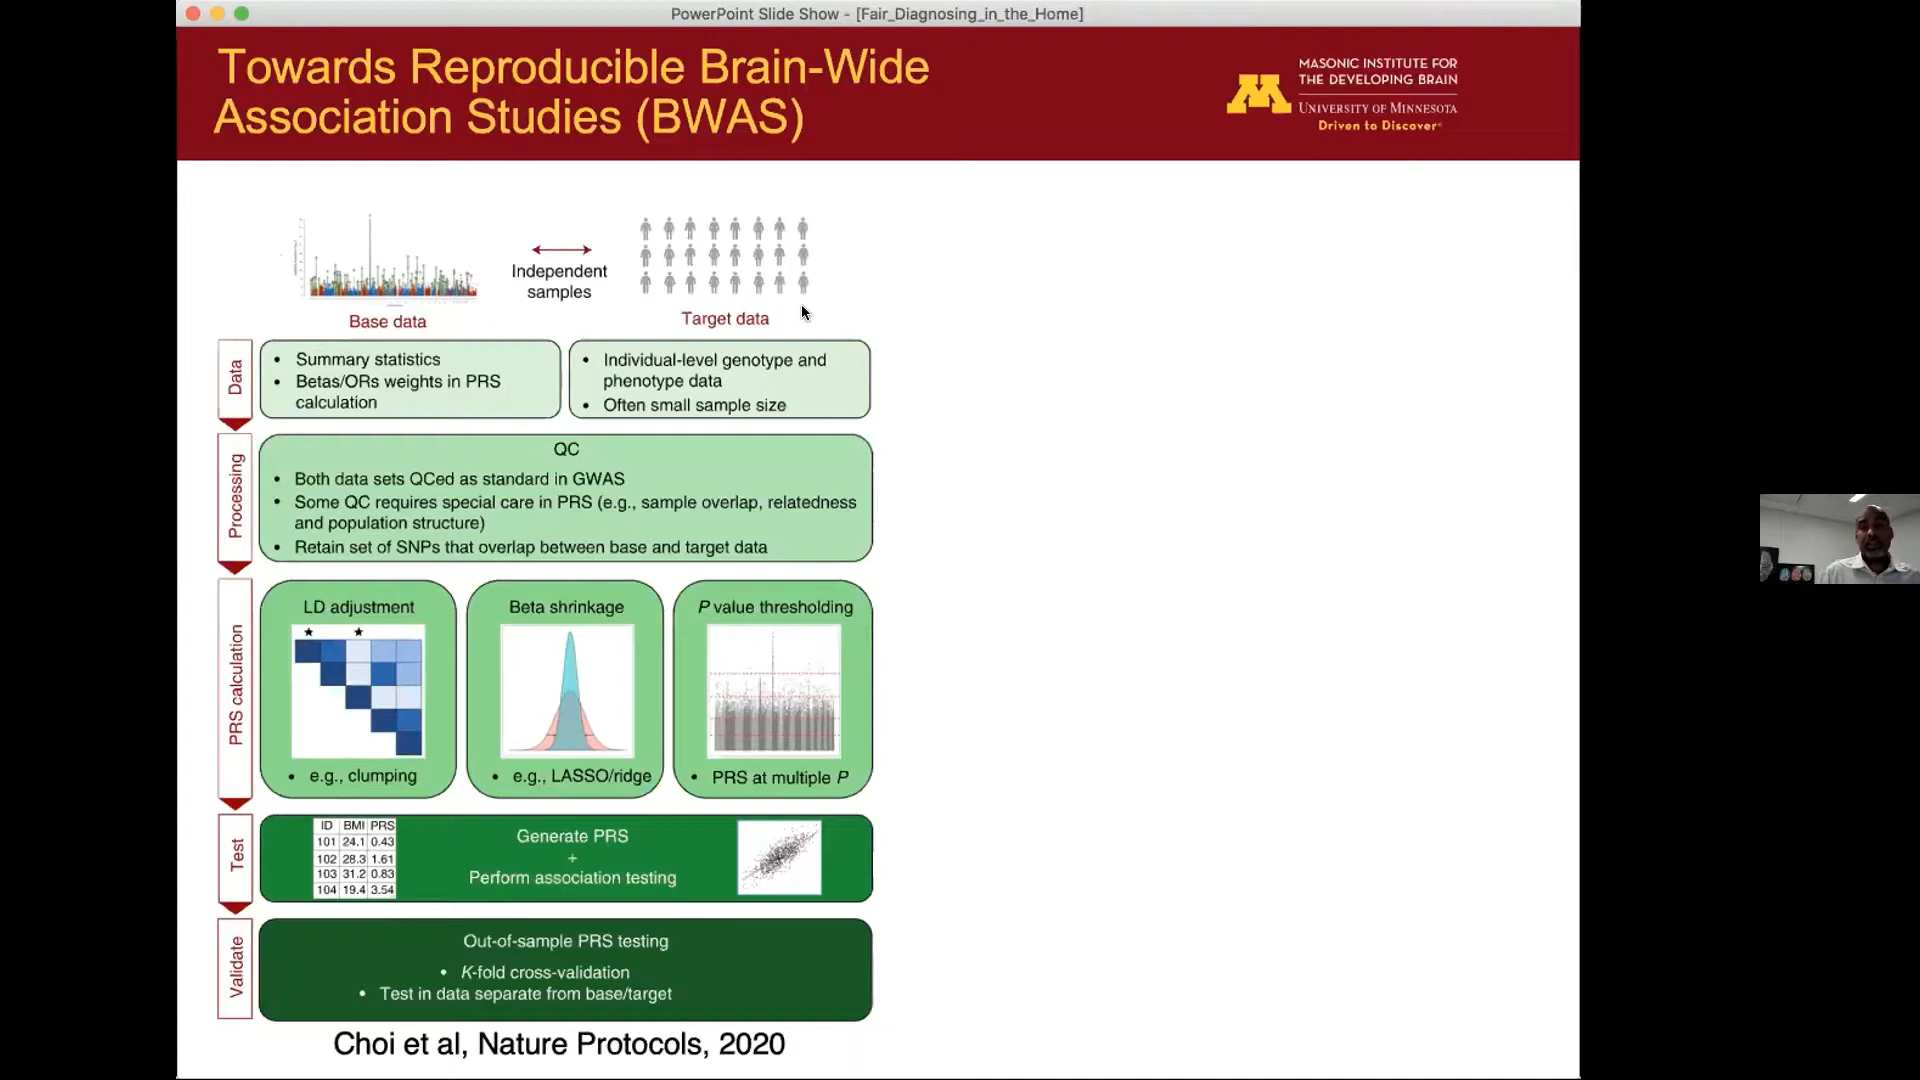 PowerPoint Slide Show - [Fair_Diagnosing_in_the_Home]
Towards Reproducible Brain-Wide
Association Studies (BWAS)
MASONIC INSTITUTE FOR
THE DEVELOPING BRAIN
UNIVERSITY OF MINNESOTA
Driven to Discover®
Independent
samples
Base data
Target data
Data
• Summary statistics
• Betas/ORs weights in PRS
calculation
• Individual-level genotype and
phenotype data
• Often small sample size
Processing
QC
• Both data sets QCed as standard in GWAS
• Some QC requires special care in PRS (e.g., sample overlap, relatedness
and population structure)
• Retain set of SNPs that overlap between base and target data
PRS calculation
LD adjustment
• e.g., clumping
Beta shrinkage
• e.g., LASSO/ridge
P value thresholding
• PRS at multiple P
Test
ID BMI PRS
101 24.1 0.43
102 28.3 1.61
103 31.2 0.83
104 19.4 3.54
Generate PRS
+
Perform association testing
Validate
Out-of-sample PRS testing
• K-fold cross-validation
• Test in data separate from base/target
Choi et al, Nature Protocols, 2020